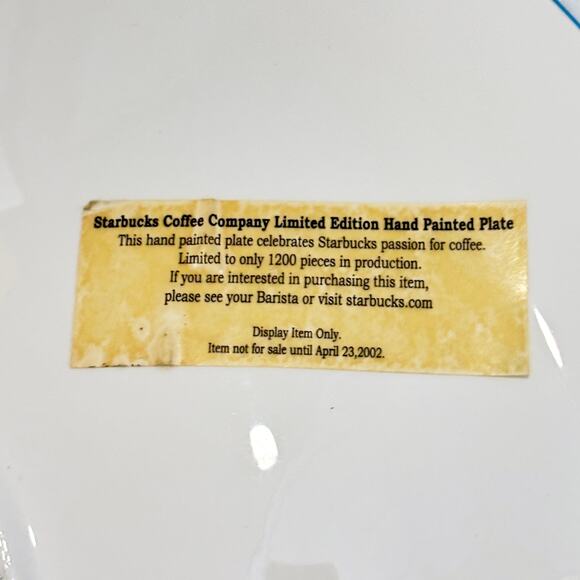 Starbucks Coffee Company Limited Edition Hand Painted Plate
This hand painted plate celebrates Starbucks passion for coffee.
Limited to only 1200 pieces in production.
If you are interested in purchasing this item,
please see your Barista or visit starbucks.com
Display Item Only.
Item not for sale until April 23,2002.